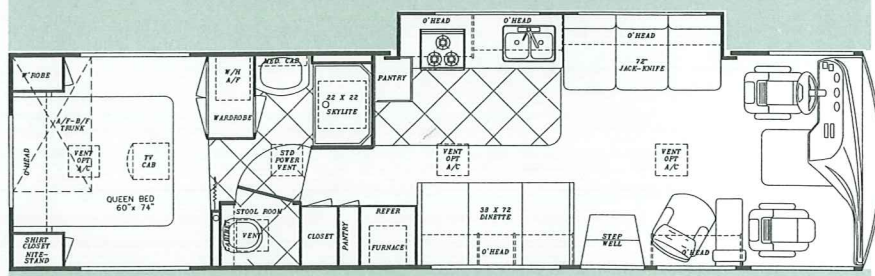 O'HEAD
O'HEAD
O'HEAD
72"
JACK-KNIFE
W'ROBE
A/F-B/F
TRUNK
O'HEAD
VENT
OPT
A/C
TV
CAB
QUEEN BED
60"x 74"
SHIRT
CLOSET
NITE-
STAND
W/H
A/F
WARDROBE
MED. CAB.
22 X 22
SKYLITE
PANTRY
STD
POWER
VENT
STOOL ROOM
CABINET
VENT
CLOSET
PANTRY
REFER
FURNACE
VENT
OPT
A/C
39 X 72
DINETTE
O'HEAD
STEP
WELL
VENT
OPT
A/C
O'HEAD